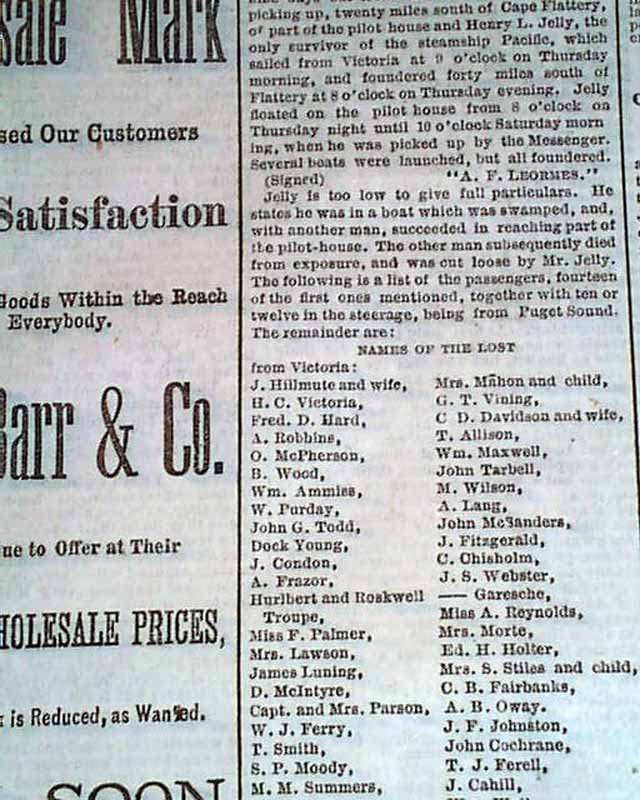 sale Mark
sed Our Customers
Satisfaction
Goods Within the Reach
Everybody.
Barr & Co.
ue to Offer at Their
HOLESALE PRICES,
is Reduced, as Wanted.
SOON
picking up, twenty miles south of Cape Flattery,
of part of the pilot house and Henry L. Jelly, the
only survivor of the steamship Pacific, which
sailed from Victoria at 9 o'clock on Thursday
morning, and foundered forty miles south of
Flattery at 8 o'clock on Thursday evening. Jelly
floated on the pilot house from 8 o'clock on
Thursday night until 10 o'clock Saturday morn
ing, when he was picked up by the Messenger.
Several boats were launched, but all foundered.
(Signed) "A. F. LEORMES."
Jelly is too low to give full particulars. He
states he was in a boat which was swamped, and,
with another man, succeeded in reaching part of
the pilot-house. The other man subsequently died
from exposure, and was cut loose by Mr. Jelly.
The following is a list of the passengers, fourteen
of the first ones mentioned, together with ten or
twelve in the steerage, being from Puget Sound.
The remainder are:
NAMES OF THE LOST
from Victoria:
J. Hillmute and wife,
H. C. Victoria,
Fred. D. Hard,
A. Robbins,
O. McPherson,
B. Wood,
Wm. Ammiss,
W. Purday,
John G. Todd,
Dock Young,
J. Condon,
A. Frazor,
Hurlbert and Roskwell
Troupe,
Miss F. Palmer,
Mrs. Lawson,
James Luning,
D. McIntyre,
Capt. and Mrs. Parson,
W. J. Ferry,
T. Smith,
S. P. Moody,
M. M. Summers,
Mrs. Mahon and child,
G. T. Vining,
C D. Davidson and wife,
T. Allison,
Wm. Maxwell,
John Tarbell,
M. Wilson,
A. Lang,
John McSanders,
J. Fitzgerald,
C. Chisholm,
J. S. Webster,
—— Garesche,
Miss A. Reynolds,
Mrs. Morte,
Ed. H. Holter,
Mrs. S. Stiles and child,
C. B. Fairbanks,
A. B. Oway.
J. F. Johnston,
John Cochrane,
T. J. Ferell,
J. Cahill,